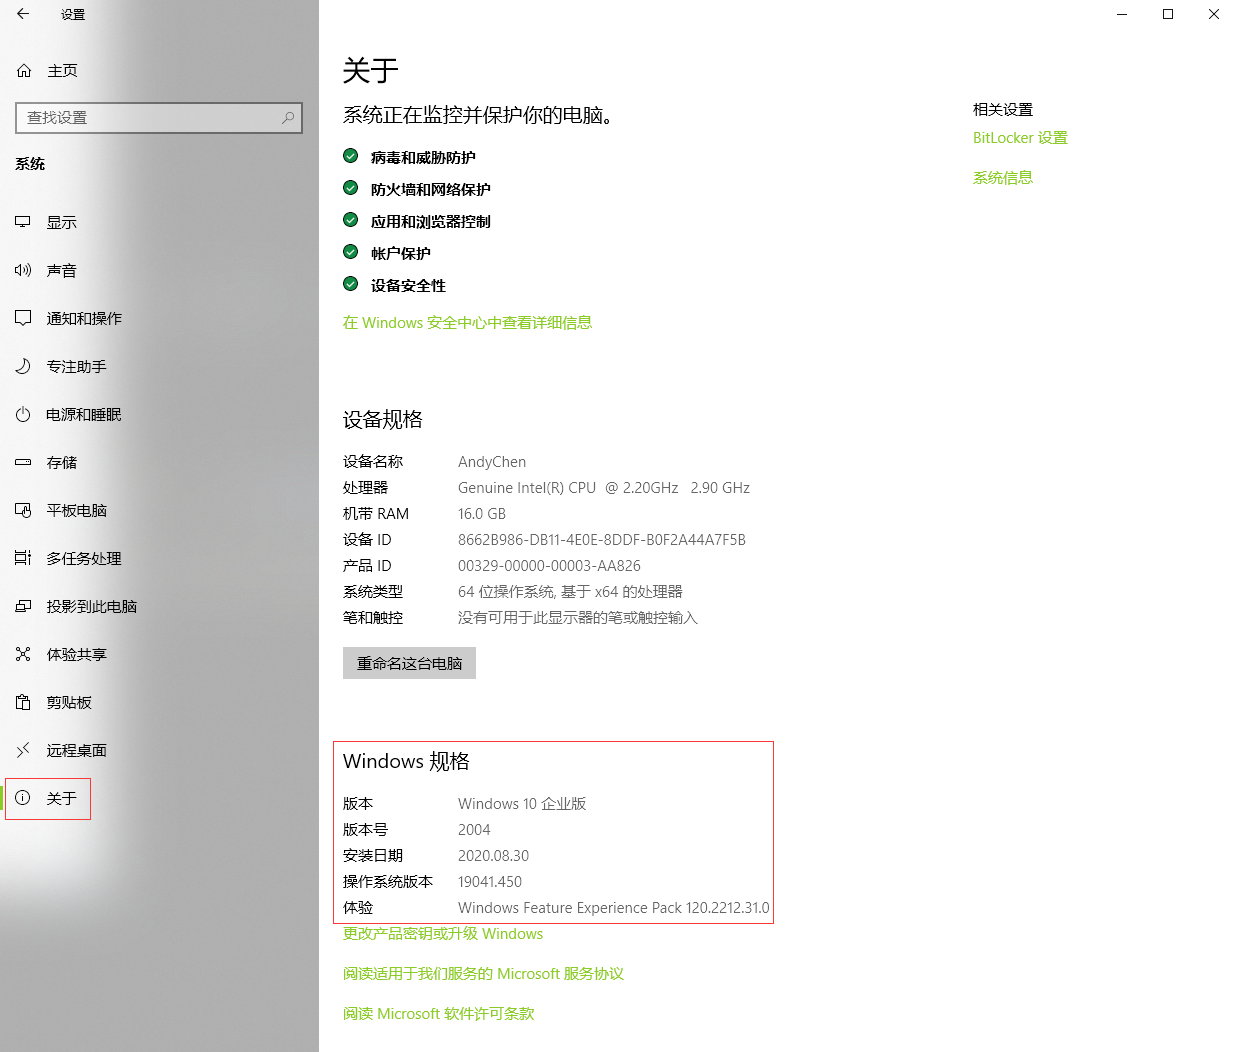 设置
主页
查找设置
系统
显示
声音
通知和操作
专注助手
电源和睡眠
存储
平板电脑
多任务处理
投影到此电脑
体验共享
剪贴板
远程桌面
关于
关于
系统正在监控并保护你的电脑。
病毒和威胁防护
防火墙和网络保护
应用和浏览器控制
帐户保护
设备安全性
在 Windows 安全中心中查看详细信息
设备规格
设备名称 AndyChen
处理器 Genuine Intel(R) CPU @ 2.20GHz 2.90 GHz
机带 RAM 16.0 GB
设备 ID 8662B986-DB11-4E0E-8DDF-B0F2A44A7F5B
产品 ID 00329-00000-00003-AA826
系统类型 64 位操作系统, 基于 x64 的处理器
笔和触控 没有可用于此显示器的笔或触控输入
重命名这台电脑
Windows 规格
版本 Windows 10 企业版
版本号 2004
安装日期 2020.08.30
操作系统版本 19041.450
体验 Windows Feature Experience Pack 120.2212.31.0
更改产品密钥或升级 Windows
阅读适用于我们服务的 Microsoft 服务协议
阅读 Microsoft 软件许可条款
相关设置
BitLocker 设置
系统信息